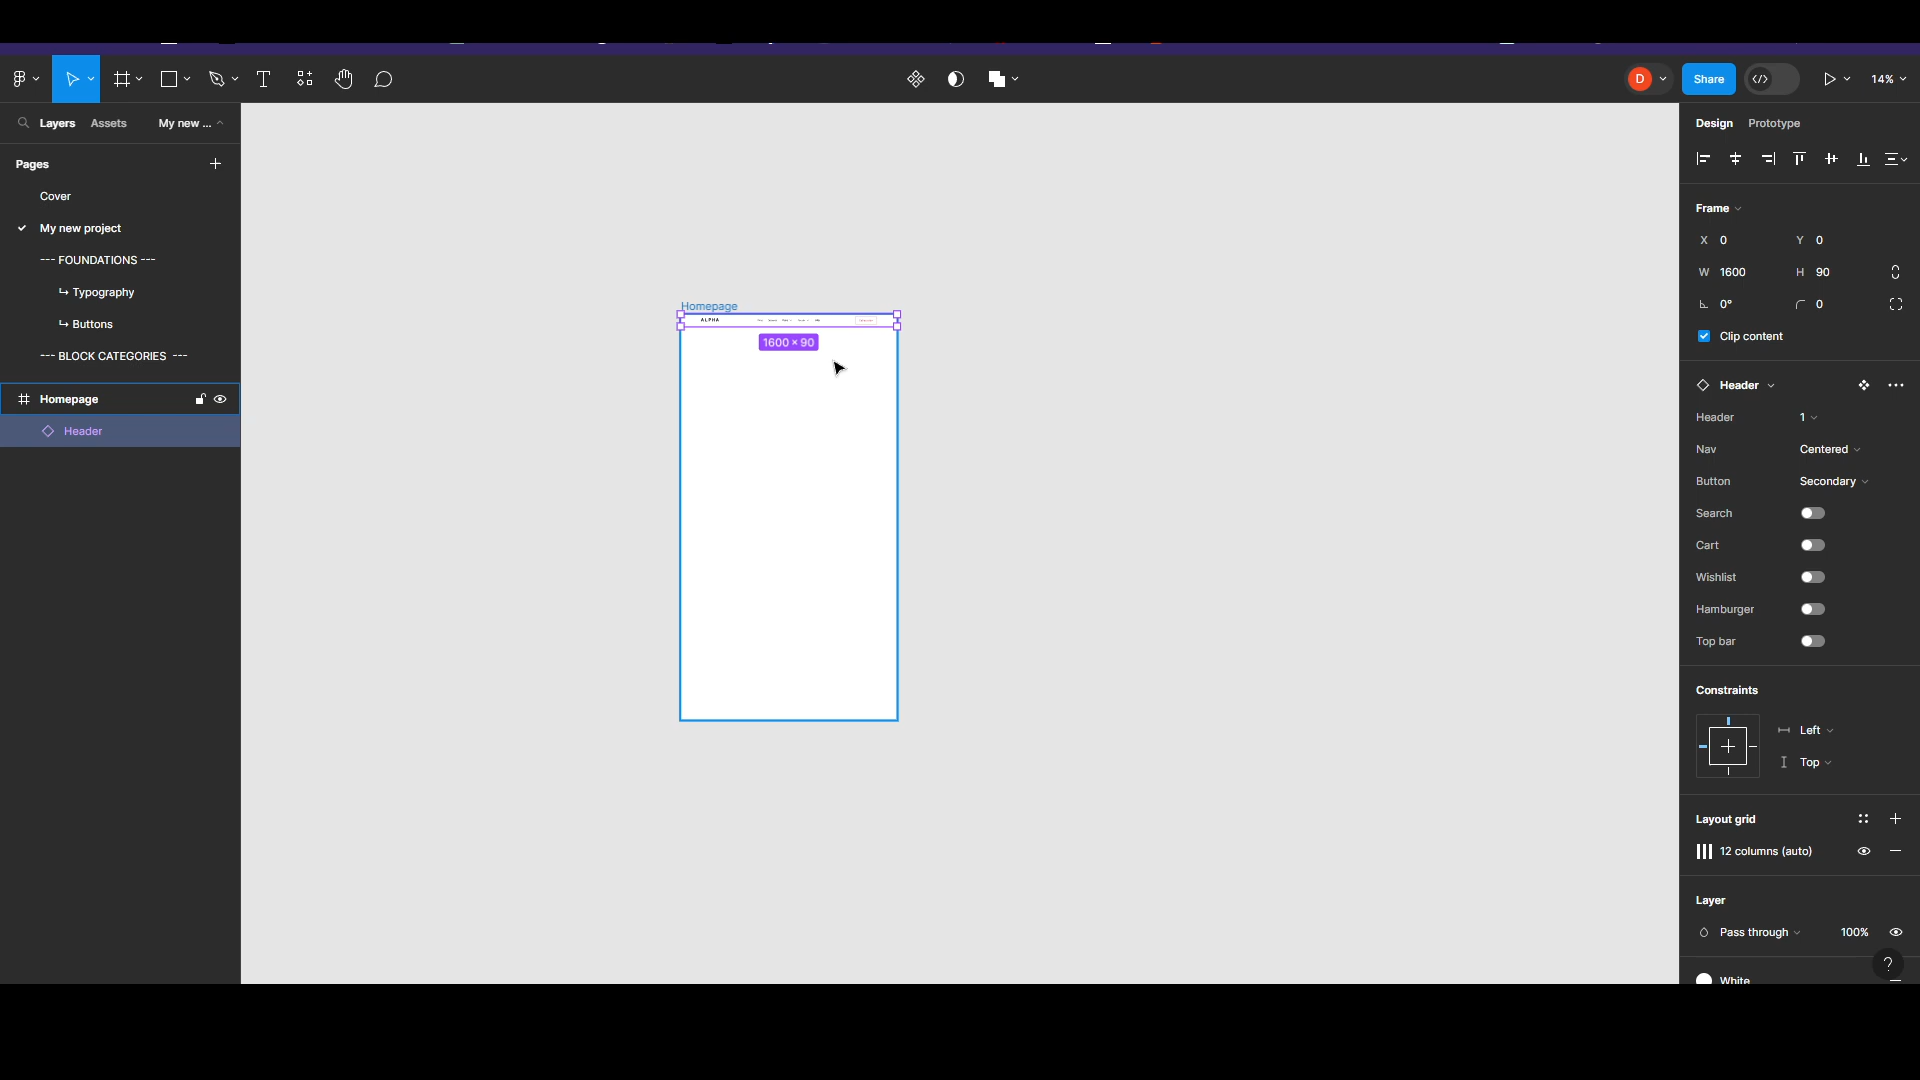 D
Share
14%
Layers Assets My new ...
Pages
Cover
My new project
--- FOUNDATIONS ---
↳ Typography
↳ Buttons
--- BLOCK CATEGORIES ---
Homepage
Header
Homepage
ALPHA
1600 × 90
Design Prototype
Frame
X 0 Y 0
W 1600 H 90
0° 0
Clip content
Header
Header 1
Nav Centered
Button Secondary
Search
Cart
Wishlist
Hamburger
Top bar
Constraints
Left
Top
Layout grid
12 columns (auto)
Layer
Pass through 100%
?
White